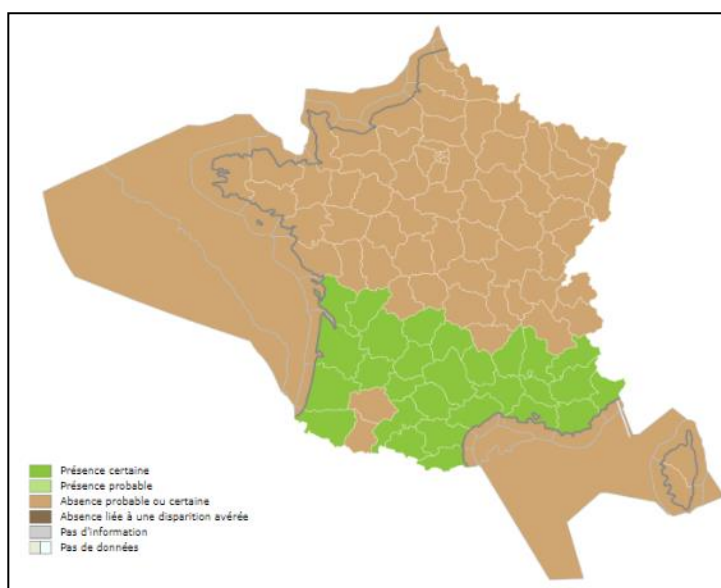 Présence certaine
Présence probable
Absence probable ou certaine
Absence liée à une disparition avérée
Pas d'information
Pas de données